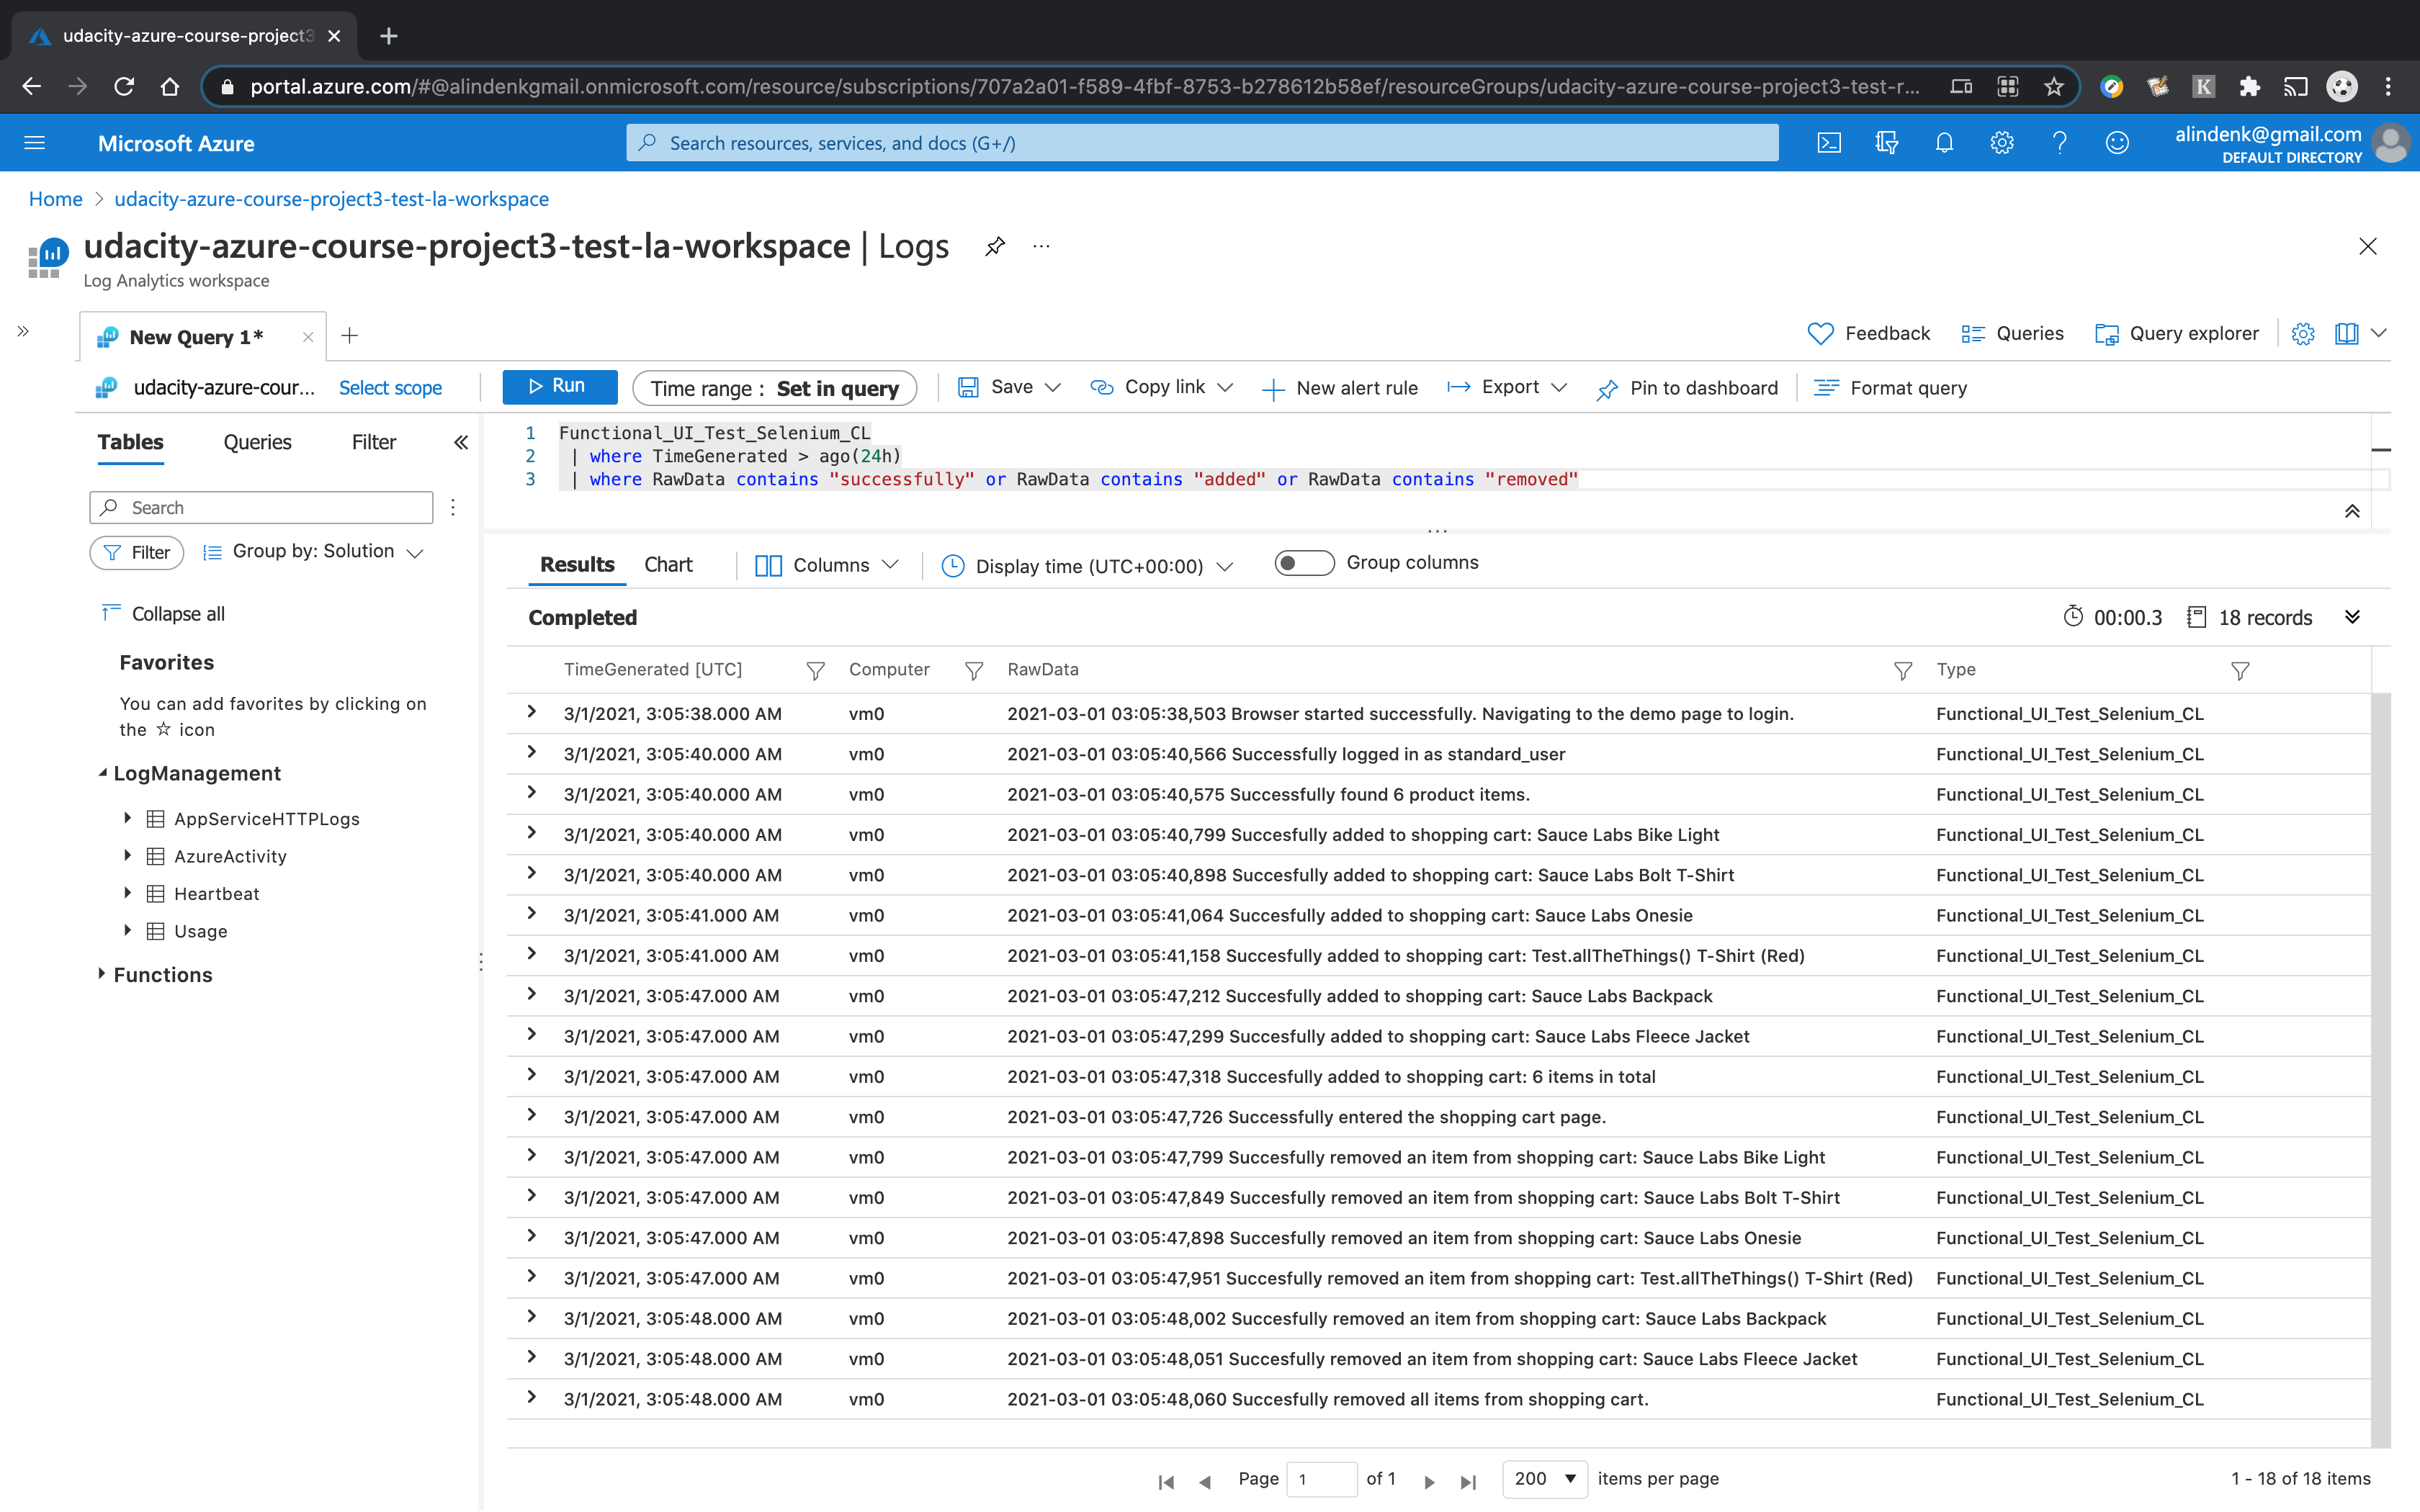 udacity-azure-course-project3
portal.azure.com/#@alindenkgmail.onmicrosoft.com/resource/subscriptions/707a2a01-f589-4fbf-8753-b278612b58ef/resourceGroups/udacity-azure-course-project3-test-r...
K
Microsoft Azure
Search resources, services, and docs (G+/)
alindenk@gmail.com
DEFAULT DIRECTORY
Home > udacity-azure-course-project3-test-la-workspace
udacity-azure-course-project3-test-la-workspace | Logs
Log Analytics workspace
New Query 1*
Feedback Queries Query explorer
udacity-azure-cour... Select scope Run Time range : Set in query Save Copy link New alert rule Export Pin to dashboard Format query
Tables Queries Filter
1 Functional_UI_Test_Selenium_CL
2 | where TimeGenerated > ago(24h)
3 | where RawData contains "successfully" or RawData contains "added" or RawData contains "removed"
Search
Filter Group by: Solution
Collapse all
Favorites
You can add favorites by clicking on
the ☆ icon
LogManagement
AppServiceHTTPLogs
AzureActivity
Heartbeat
Usage
Functions
Results Chart Columns Display time (UTC+00:00) Group columns
Completed 00:00.3 18 records
TimeGenerated [UTC] Computer RawData Type
3/1/2021, 3:05:38.000 AM vm0 2021-03-01 03:05:38,503 Browser started successfully. Navigating to the demo page to login. Functional_UI_Test_Selenium_CL
3/1/2021, 3:05:40.000 AM vm0 2021-03-01 03:05:40,566 Successfully logged in as standard_user Functional_UI_Test_Selenium_CL
3/1/2021, 3:05:40.000 AM vm0 2021-03-01 03:05:40,575 Successfully found 6 product items. Functional_UI_Test_Selenium_CL
3/1/2021, 3:05:40.000 AM vm0 2021-03-01 03:05:40,799 Succesfully added to shopping cart: Sauce Labs Bike Light Functional_UI_Test_Selenium_CL
3/1/2021, 3:05:40.000 AM vm0 2021-03-01 03:05:40,898 Succesfully added to shopping cart: Sauce Labs Bolt T-Shirt Functional_UI_Test_Selenium_CL
3/1/2021, 3:05:41.000 AM vm0 2021-03-01 03:05:41,064 Succesfully added to shopping cart: Sauce Labs Onesie Functional_UI_Test_Selenium_CL
3/1/2021, 3:05:41.000 AM vm0 2021-03-01 03:05:41,158 Succesfully added to shopping cart: Test.allTheThings() T-Shirt (Red) Functional_UI_Test_Selenium_CL
3/1/2021, 3:05:47.000 AM vm0 2021-03-01 03:05:47,212 Succesfully added to shopping cart: Sauce Labs Backpack Functional_UI_Test_Selenium_CL
3/1/2021, 3:05:47.000 AM vm0 2021-03-01 03:05:47,299 Succesfully added to shopping cart: Sauce Labs Fleece Jacket Functional_UI_Test_Selenium_CL
3/1/2021, 3:05:47.000 AM vm0 2021-03-01 03:05:47,318 Succesfully added to shopping cart: 6 items in total Functional_UI_Test_Selenium_CL
3/1/2021, 3:05:47.000 AM vm0 2021-03-01 03:05:47,726 Successfully entered the shopping cart page. Functional_UI_Test_Selenium_CL
3/1/2021, 3:05:47.000 AM vm0 2021-03-01 03:05:47,799 Succesfully removed an item from shopping cart: Sauce Labs Bike Light Functional_UI_Test_Selenium_CL
3/1/2021, 3:05:47.000 AM vm0 2021-03-01 03:05:47,849 Succesfully removed an item from shopping cart: Sauce Labs Bolt T-Shirt Functional_UI_Test_Selenium_CL
3/1/2021, 3:05:47.000 AM vm0 2021-03-01 03:05:47,898 Succesfully removed an item from shopping cart: Sauce Labs Onesie Functional_UI_Test_Selenium_CL
3/1/2021, 3:05:47.000 AM vm0 2021-03-01 03:05:47,951 Succesfully removed an item from shopping cart: Test.allTheThings() T-Shirt (Red) Functional_UI_Test_Selenium_CL
3/1/2021, 3:05:48.000 AM vm0 2021-03-01 03:05:48,002 Succesfully removed an item from shopping cart: Sauce Labs Backpack Functional_UI_Test_Selenium_CL
3/1/2021, 3:05:48.000 AM vm0 2021-03-01 03:05:48,051 Succesfully removed an item from shopping cart: Sauce Labs Fleece Jacket Functional_UI_Test_Selenium_CL
3/1/2021, 3:05:48.000 AM vm0 2021-03-01 03:05:48,060 Succesfully removed all items from shopping cart. Functional_UI_Test_Selenium_CL
Page 1 of 1 200 items per page 1 - 18 of 18 items